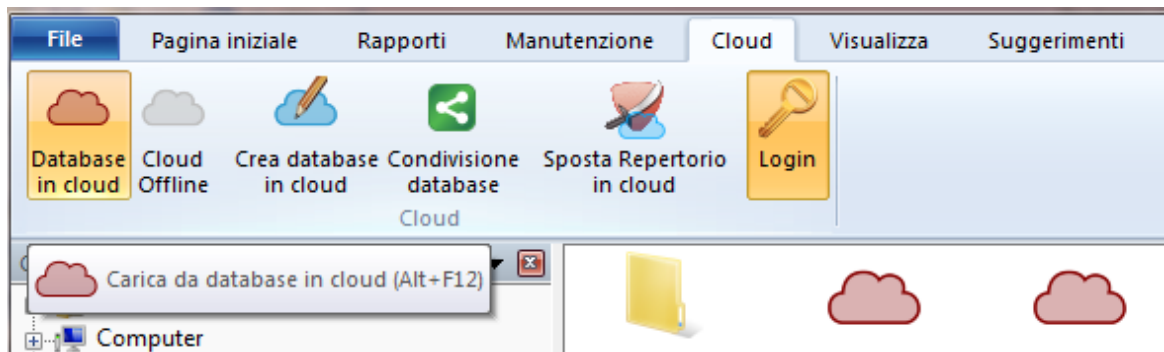 File Pagina iniziale Rapporti Manutenzione Cloud Visualizza Suggerimenti
Database in cloud
Cloud Offline
Crea database in cloud
Condivisione database
Sposta Repertorio in cloud
Login
Cloud
Carica da database in cloud (Alt+F12)
Computer